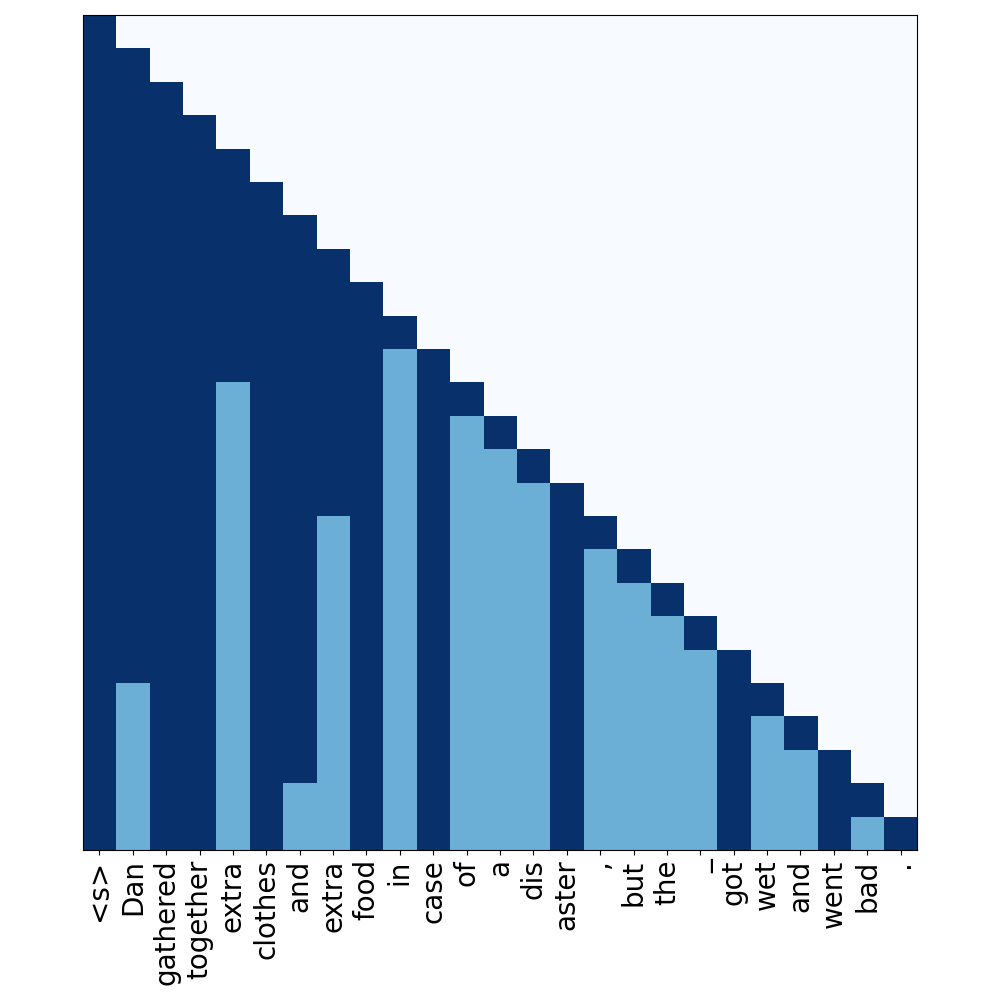 <s> Dan gathered together extra clothes and extra food in case of a dis aster , but the _ got wet and went bad .